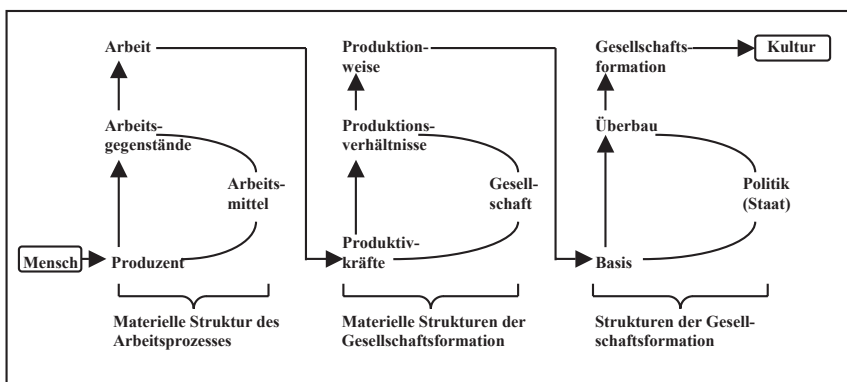 Arbeit
Produktion-
weise
Gesellschafts-
formation
Kultur
Arbeits-
gegenstände
Produktions-
verhältnisse
Überbau
Arbeits-
mittel
Gesell-
schaft
Politik
(Staat)
Mensch
Produzent
Produktiv-
kräfte
Basis
Materielle Struktur des
Arbeitsprozesses
Materielle Strukturen der
Gesellschaftsformation
Strukturen der Gesell-
schaftsformation